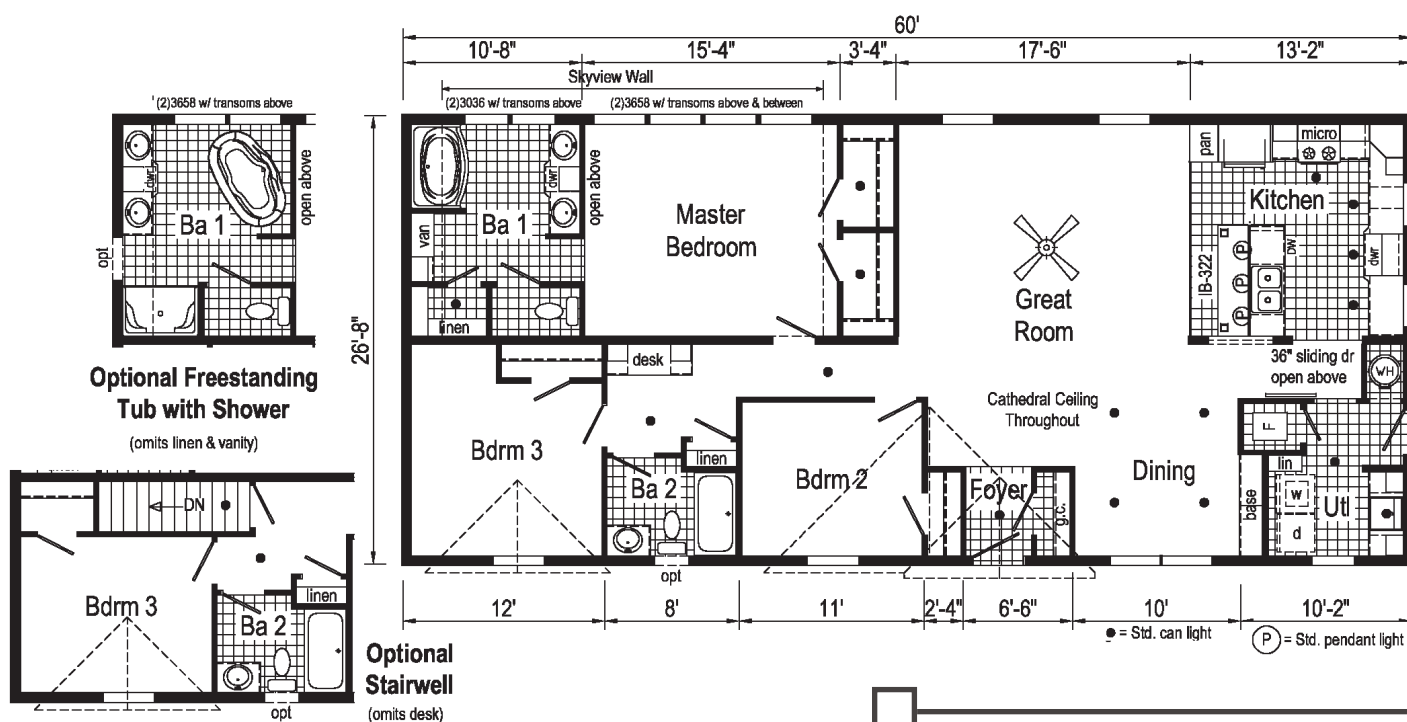 60'
10'-8" 15'-4" 3'-4" 17'-6" 13'-2"
Skyview Wall
(2)3658 w/ transoms above
(2)3036 w/ transoms above
(2)3658 w/ transoms above & between
dwr
open above
Ba 1
opt
Optional Freestanding
Tub with Shower
(omits linen & vanity)
26'-8"
van
Ba 1
dwr
open above
linen
Master
Bedroom
Great
Room
Cathedral Ceiling
Throughout
pan
micro
Kitchen
IB-322
P
P
P
P
DW
dwr
36" sliding dr
open above
WH
F
desk
Bdrm 3
linen
Ba 2
opt
Bdrm 2
Foyer
g.c.
Dining
base
lin
w
d
Utl
12' 8' 11' 2'-4" 6'-6" 10' 10'-2"
= Std. can light
P = Std. pendant light
DN
Bdrm 3
linen
Ba 2
opt
Optional
Stairwell
(omits desk)